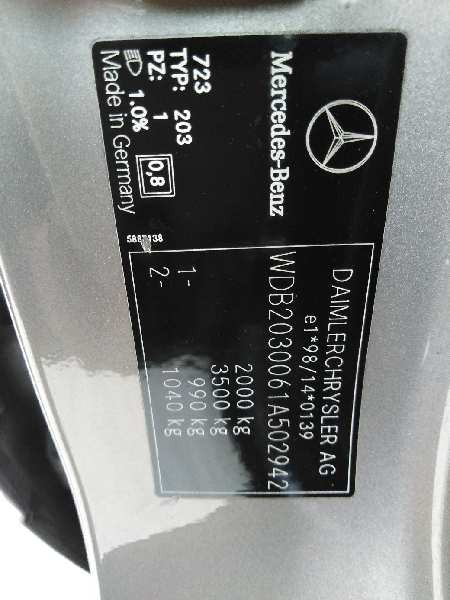 Mercedes-Benz
723
TYP: 203
PZ: 1
1.0%
Made in Germany
0,8
DAIMLERCHRYSLER AG
e1*98/14*0139
WDB2030061A502942
2000 kg
3500 kg
1- 990 kg
2- 1040 kg